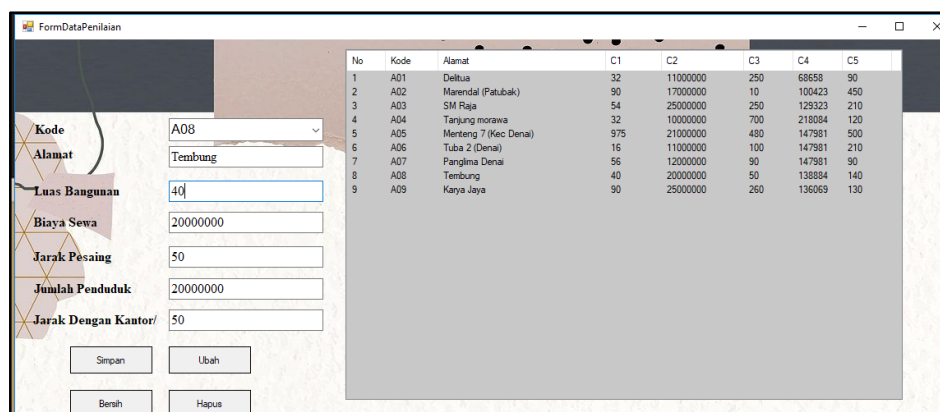 FormDataPenilaian
Kode A08
Alamat Tembung
Luas Bangunan 40
Biaya Sewa 20000000
Jarak Pesaing 50
Jumlah Penduduk 20000000
Jarak Dengan Kantor/ 50
Simpan Ubah
Bersih Hapus
No Kode Alamat C1 C2 C3 C4 C5
1 A01 Delitua 32 11000000 250 68658 90
2 A02 Marendal (Patubak) 90 17000000 10 100423 450
3 A03 SM Raja 54 25000000 250 129323 210
4 A04 Tanjung morawa 32 10000000 700 218084 120
5 A05 Menteng 7 (Kec Denai) 975 21000000 480 147981 500
6 A06 Tuba 2 (Denai) 16 11000000 100 147981 210
7 A07 Panglima Denai 56 12000000 90 147981 90
8 A08 Tembung 40 20000000 50 138884 140
9 A09 Karya Jaya 90 25000000 260 136069 130